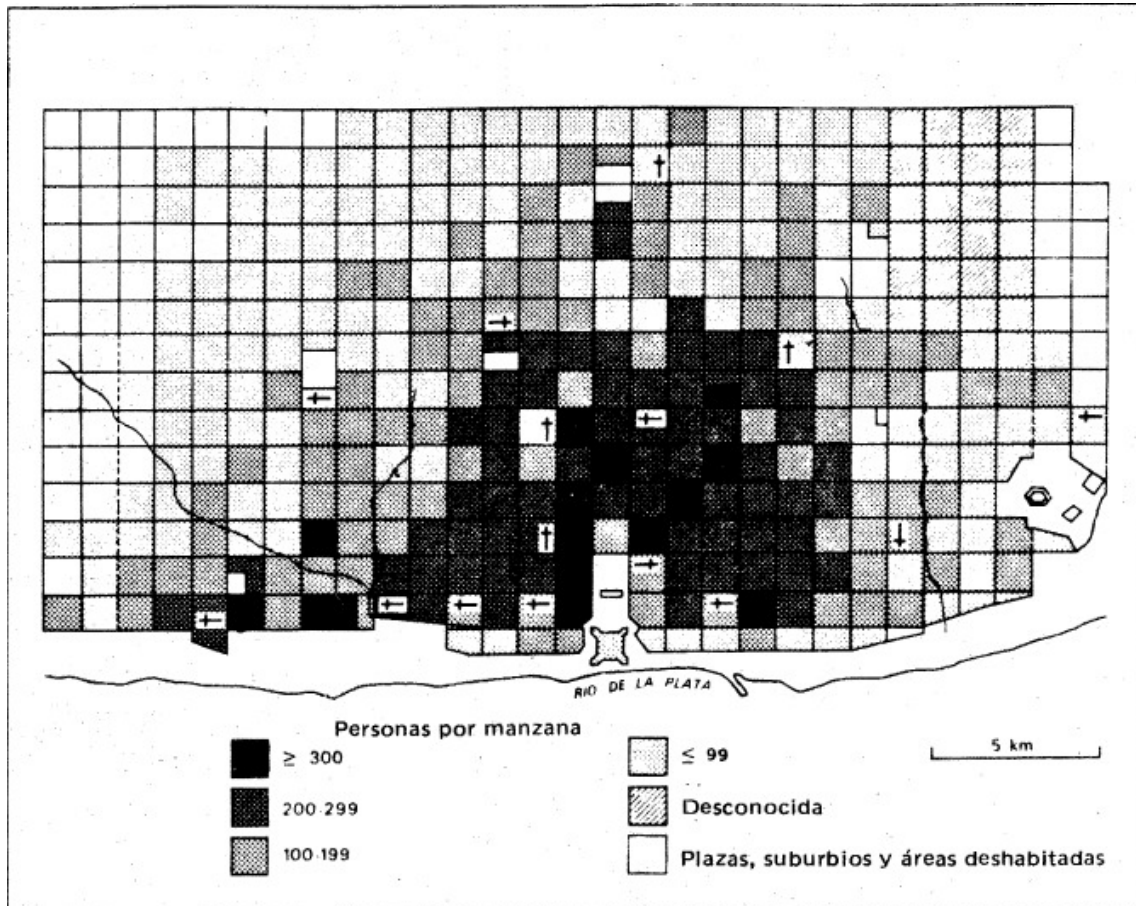 RIO DE LA PLATA
Personas por manzana
≥ 300
200-299
100-199
≤ 99
Desconocida
Plazas, suburbios y áreas deshabitadas
5 km